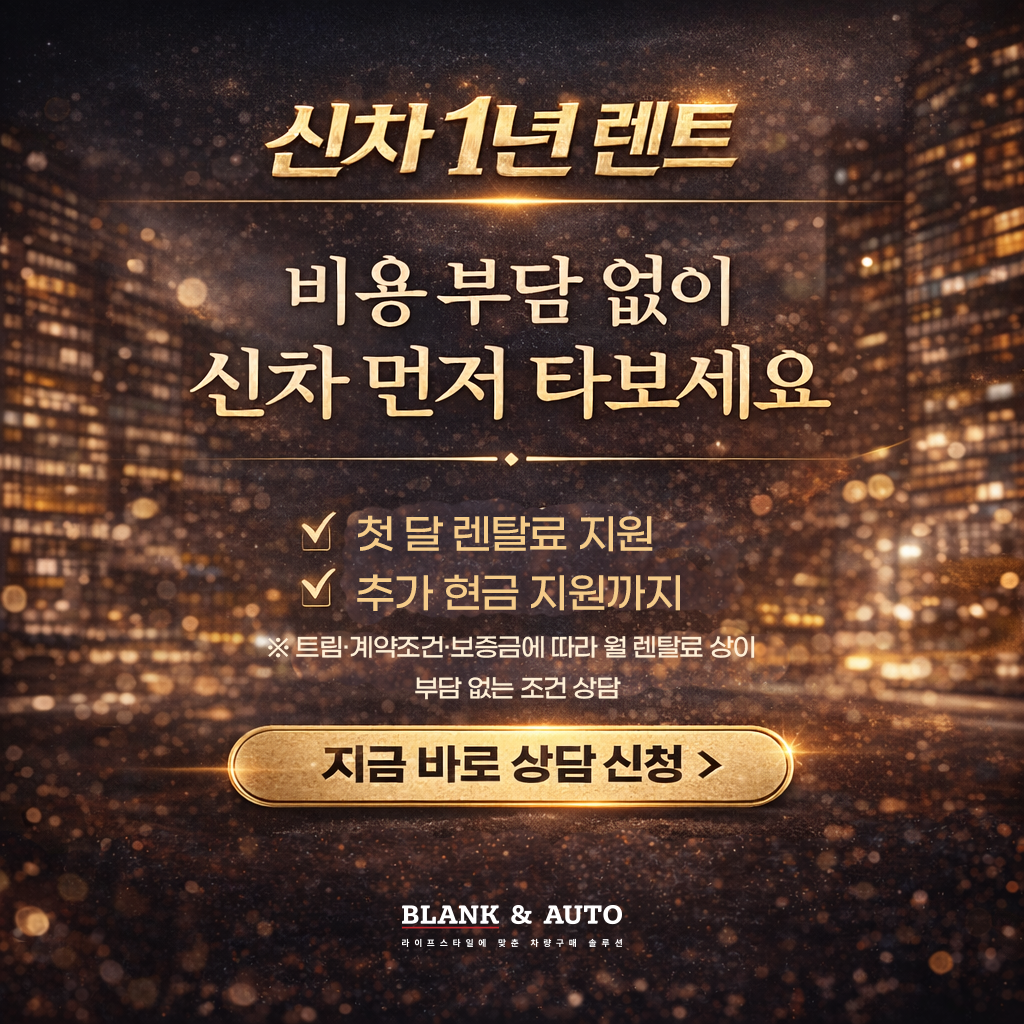 신차 1년 렌트
비용 부담 없이
신차 먼저 타보세요
첫 달 렌탈료 지원
추가 현금 지원까지
※ 트림·계약조건·보증금에 따라 월 렌탈료 상이
부담 없는 조건 상담
지금 바로 상담 신청 >
BLANK & AUTO
라이프스타일에 맞춘 차량구매 솔루션